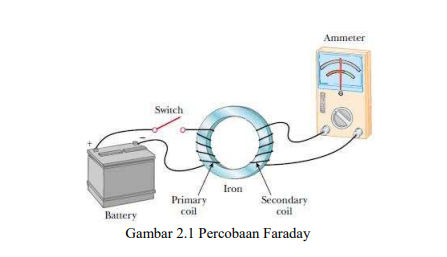 Ammeter
Switch
+
−
Iron
Primary
coil
Secondary
coil
Battery
Gambar 2.1 Percobaan Faraday